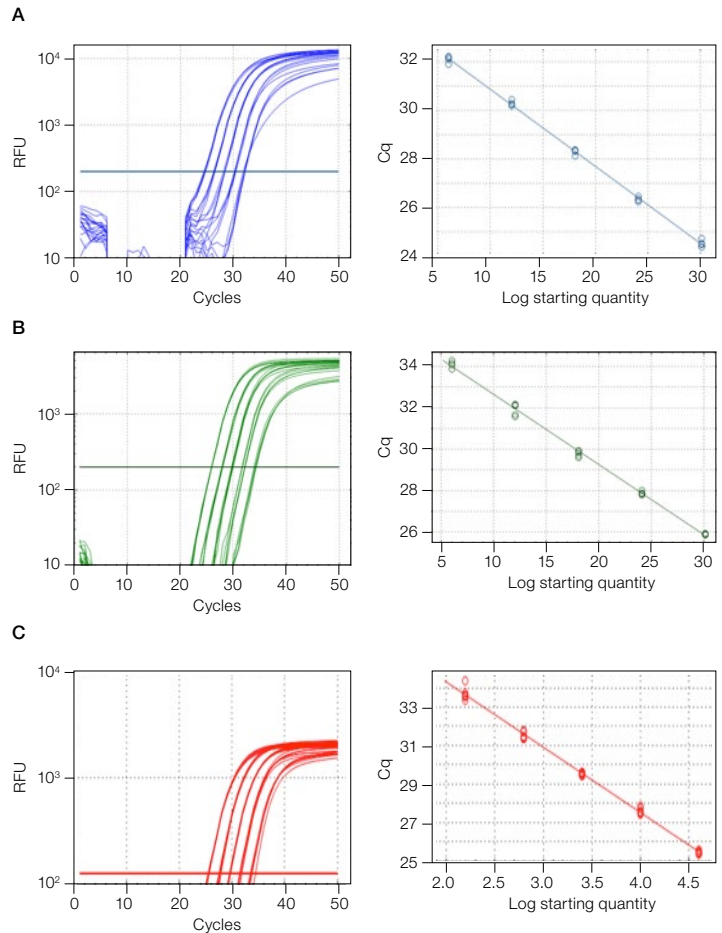 A
10⁴
10³
10²
10
RFU
0 10 20 30 40 50
Cycles
32
30
28
26
24
Cq
5 10 15 20 25 30
Log starting quantity
B
10³
10²
10
RFU
0 10 20 30 40 50
Cycles
34
32
30
28
26
Cq
5 10 15 20 25 30
Log starting quantity
C
10⁴
10³
10²
RFU
0 10 20 30 40 50
Cycles
33
31
29
27
25
Cq
2.0 2.5 3.0 3.5 4.0 4.5
Log starting quantity